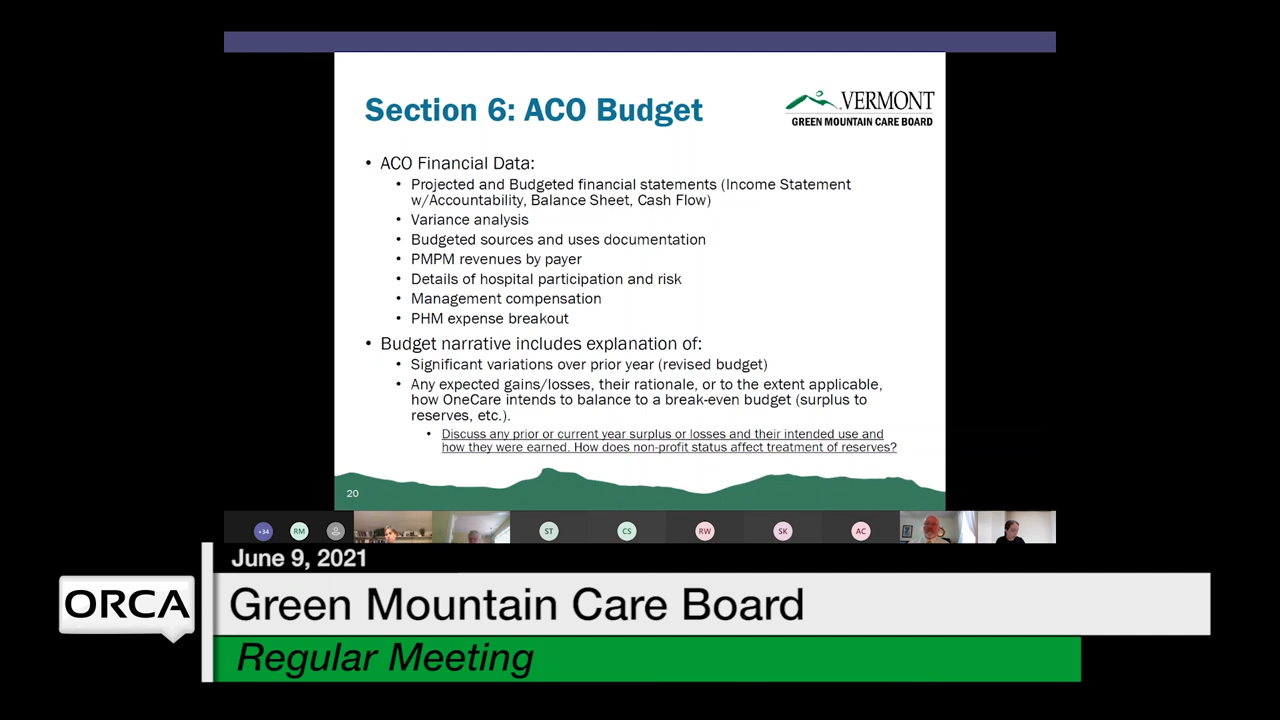 Section 6: ACO Budget
VERMONT
GREEN MOUNTAIN CARE BOARD
• ACO Financial Data:
• Projected and Budgeted financial statements (Income Statement
w/Accountability, Balance Sheet, Cash Flow)
• Variance analysis
• Budgeted sources and uses documentation
• PMPM revenues by payer
• Details of hospital participation and risk
• Management compensation
• PHM expense breakout
• Budget narrative includes explanation of:
• Significant variations over prior year (revised budget)
• Any expected gains/losses, their rationale, or to the extent applicable,
how OneCare intends to balance to a break-even budget (surplus to
reserves, etc.).
• Discuss any prior or current year surplus or losses and their intended use and
how they were earned. How does non-profit status affect treatment of reserves?
20
+34 RM ST CS RW SK AC
June 9, 2021
ORCA
Green Mountain Care Board
Regular Meeting